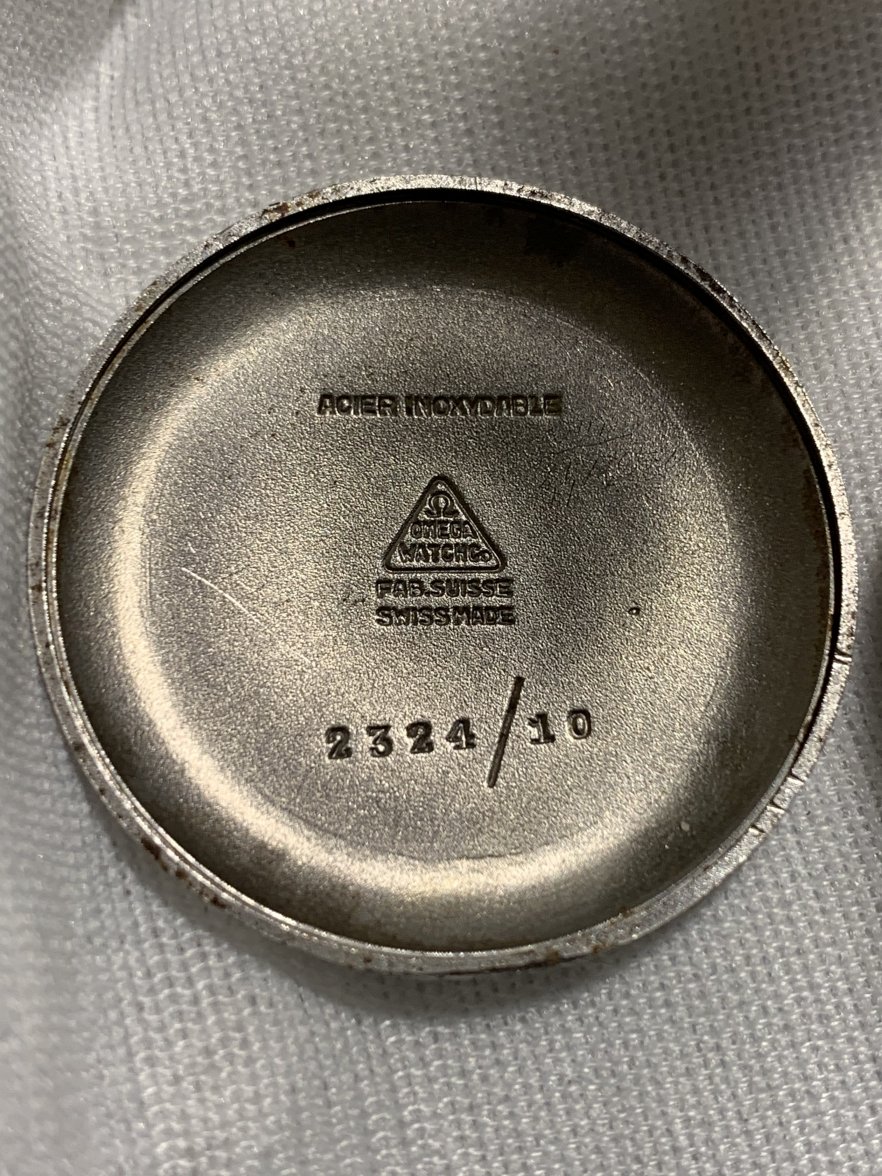 ACIER INOXYDABLE
Ω
OMEGA
WATCH Co
FAB. SUISSE
SWISS MADE
2324/10